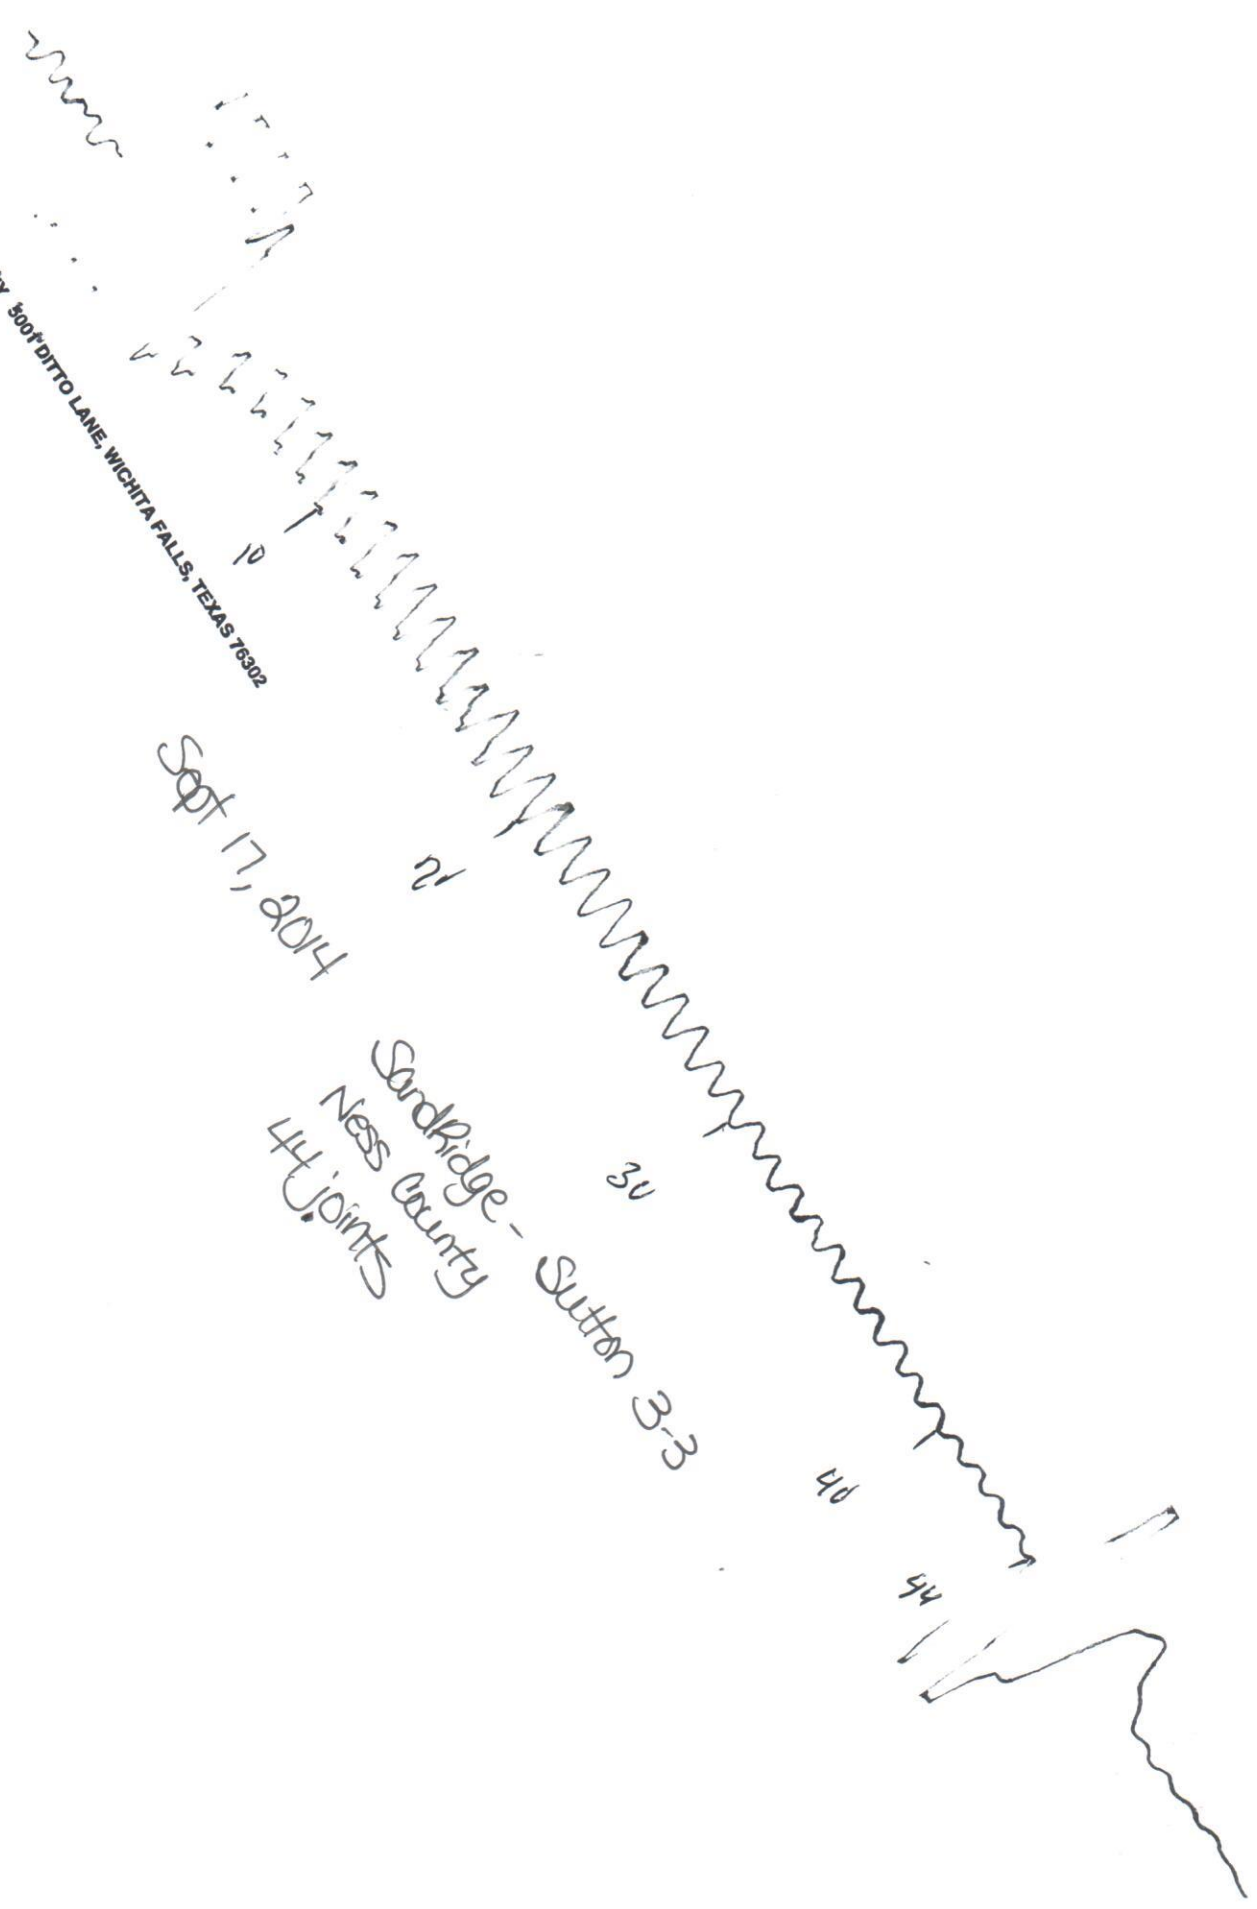 5001 DITTO LANE, WICHITA FALLS, TEXAS 76302
10
20
30
40
44
Sept 17, 2014
SandRidge - Sutton 3-3
Ness County
44 joints